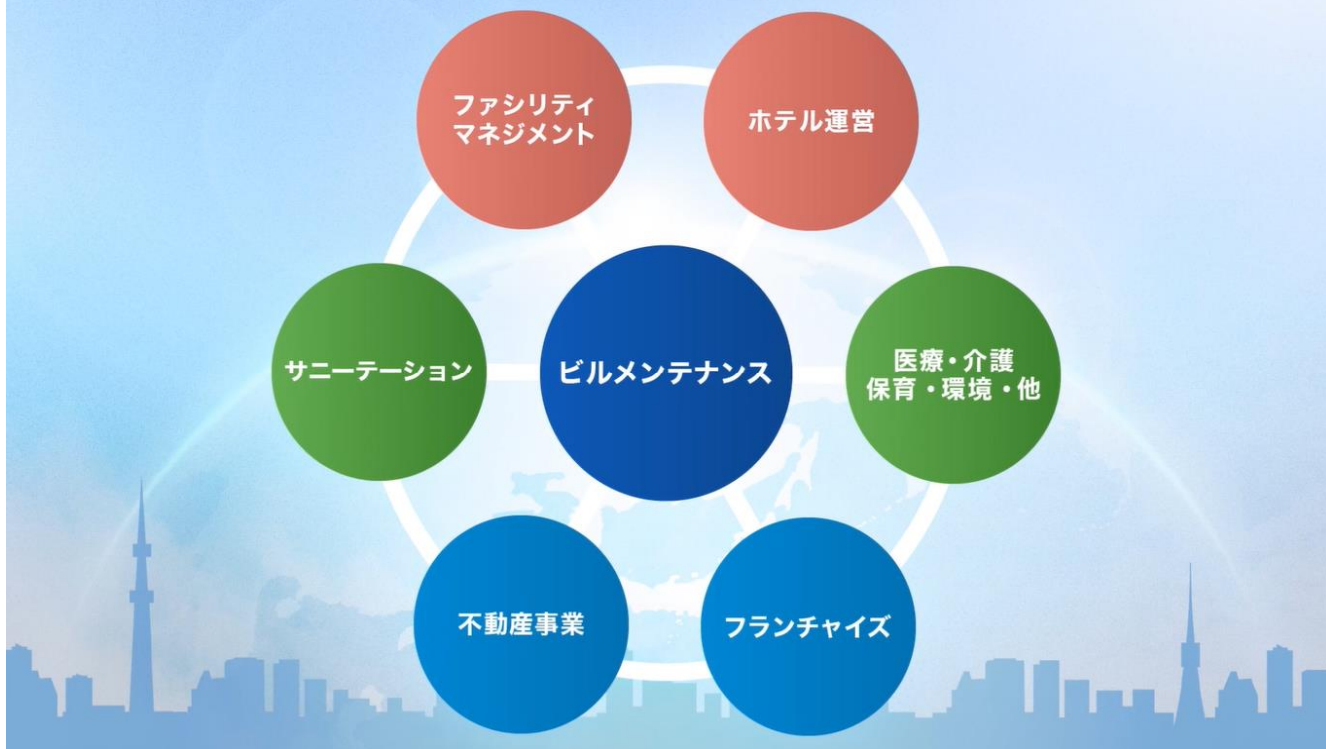 ファシリティ
マネジメント
ホテル運営
サニーテーション
ビルメンテナンス
医療・介護
保育・環境・他
不動産事業
フランチャイズ